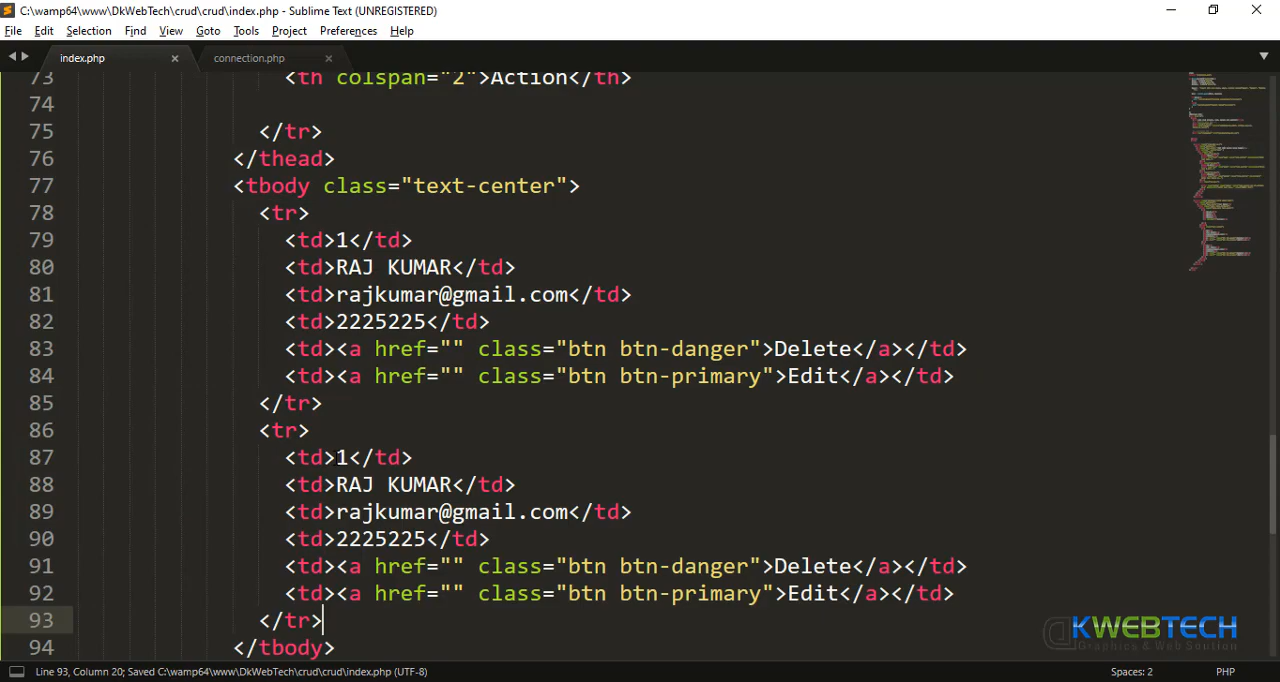 C:\wamp64\www\DkWebTech\crud\crud\index.php - Sublime Text (UNREGISTERED)
File Edit Selection Find View Goto Tools Project Preferences Help
index.php × connection.php ×
73 <th colspan="2">Action</th>
74
75 </tr>
76 </thead>
77 <tbody class="text-center">
78 <tr>
79 <td>1</td>
80 <td>RAJ KUMAR</td>
81 <td>rajkumar@gmail.com</td>
82 <td>2225225</td>
83 <td><a href="" class="btn btn-danger">Delete</a></td>
84 <td><a href="" class="btn btn-primary">Edit</a></td>
85 </tr>
86 <tr>
87 <td>1</td>
88 <td>RAJ KUMAR</td>
89 <td>rajkumar@gmail.com</td>
90 <td>2225225</td>
91 <td><a href="" class="btn btn-danger">Delete</a></td>
92 <td><a href="" class="btn btn-primary">Edit</a></td>
93 </tr>
94 </tbody>
DKWEBTECH
Graphics & Web Soultion
Line 93, Column 20; Saved C:\wamp64\www\DkWebTech\crud\crud\index.php (UTF-8) Spaces: 2 PHP